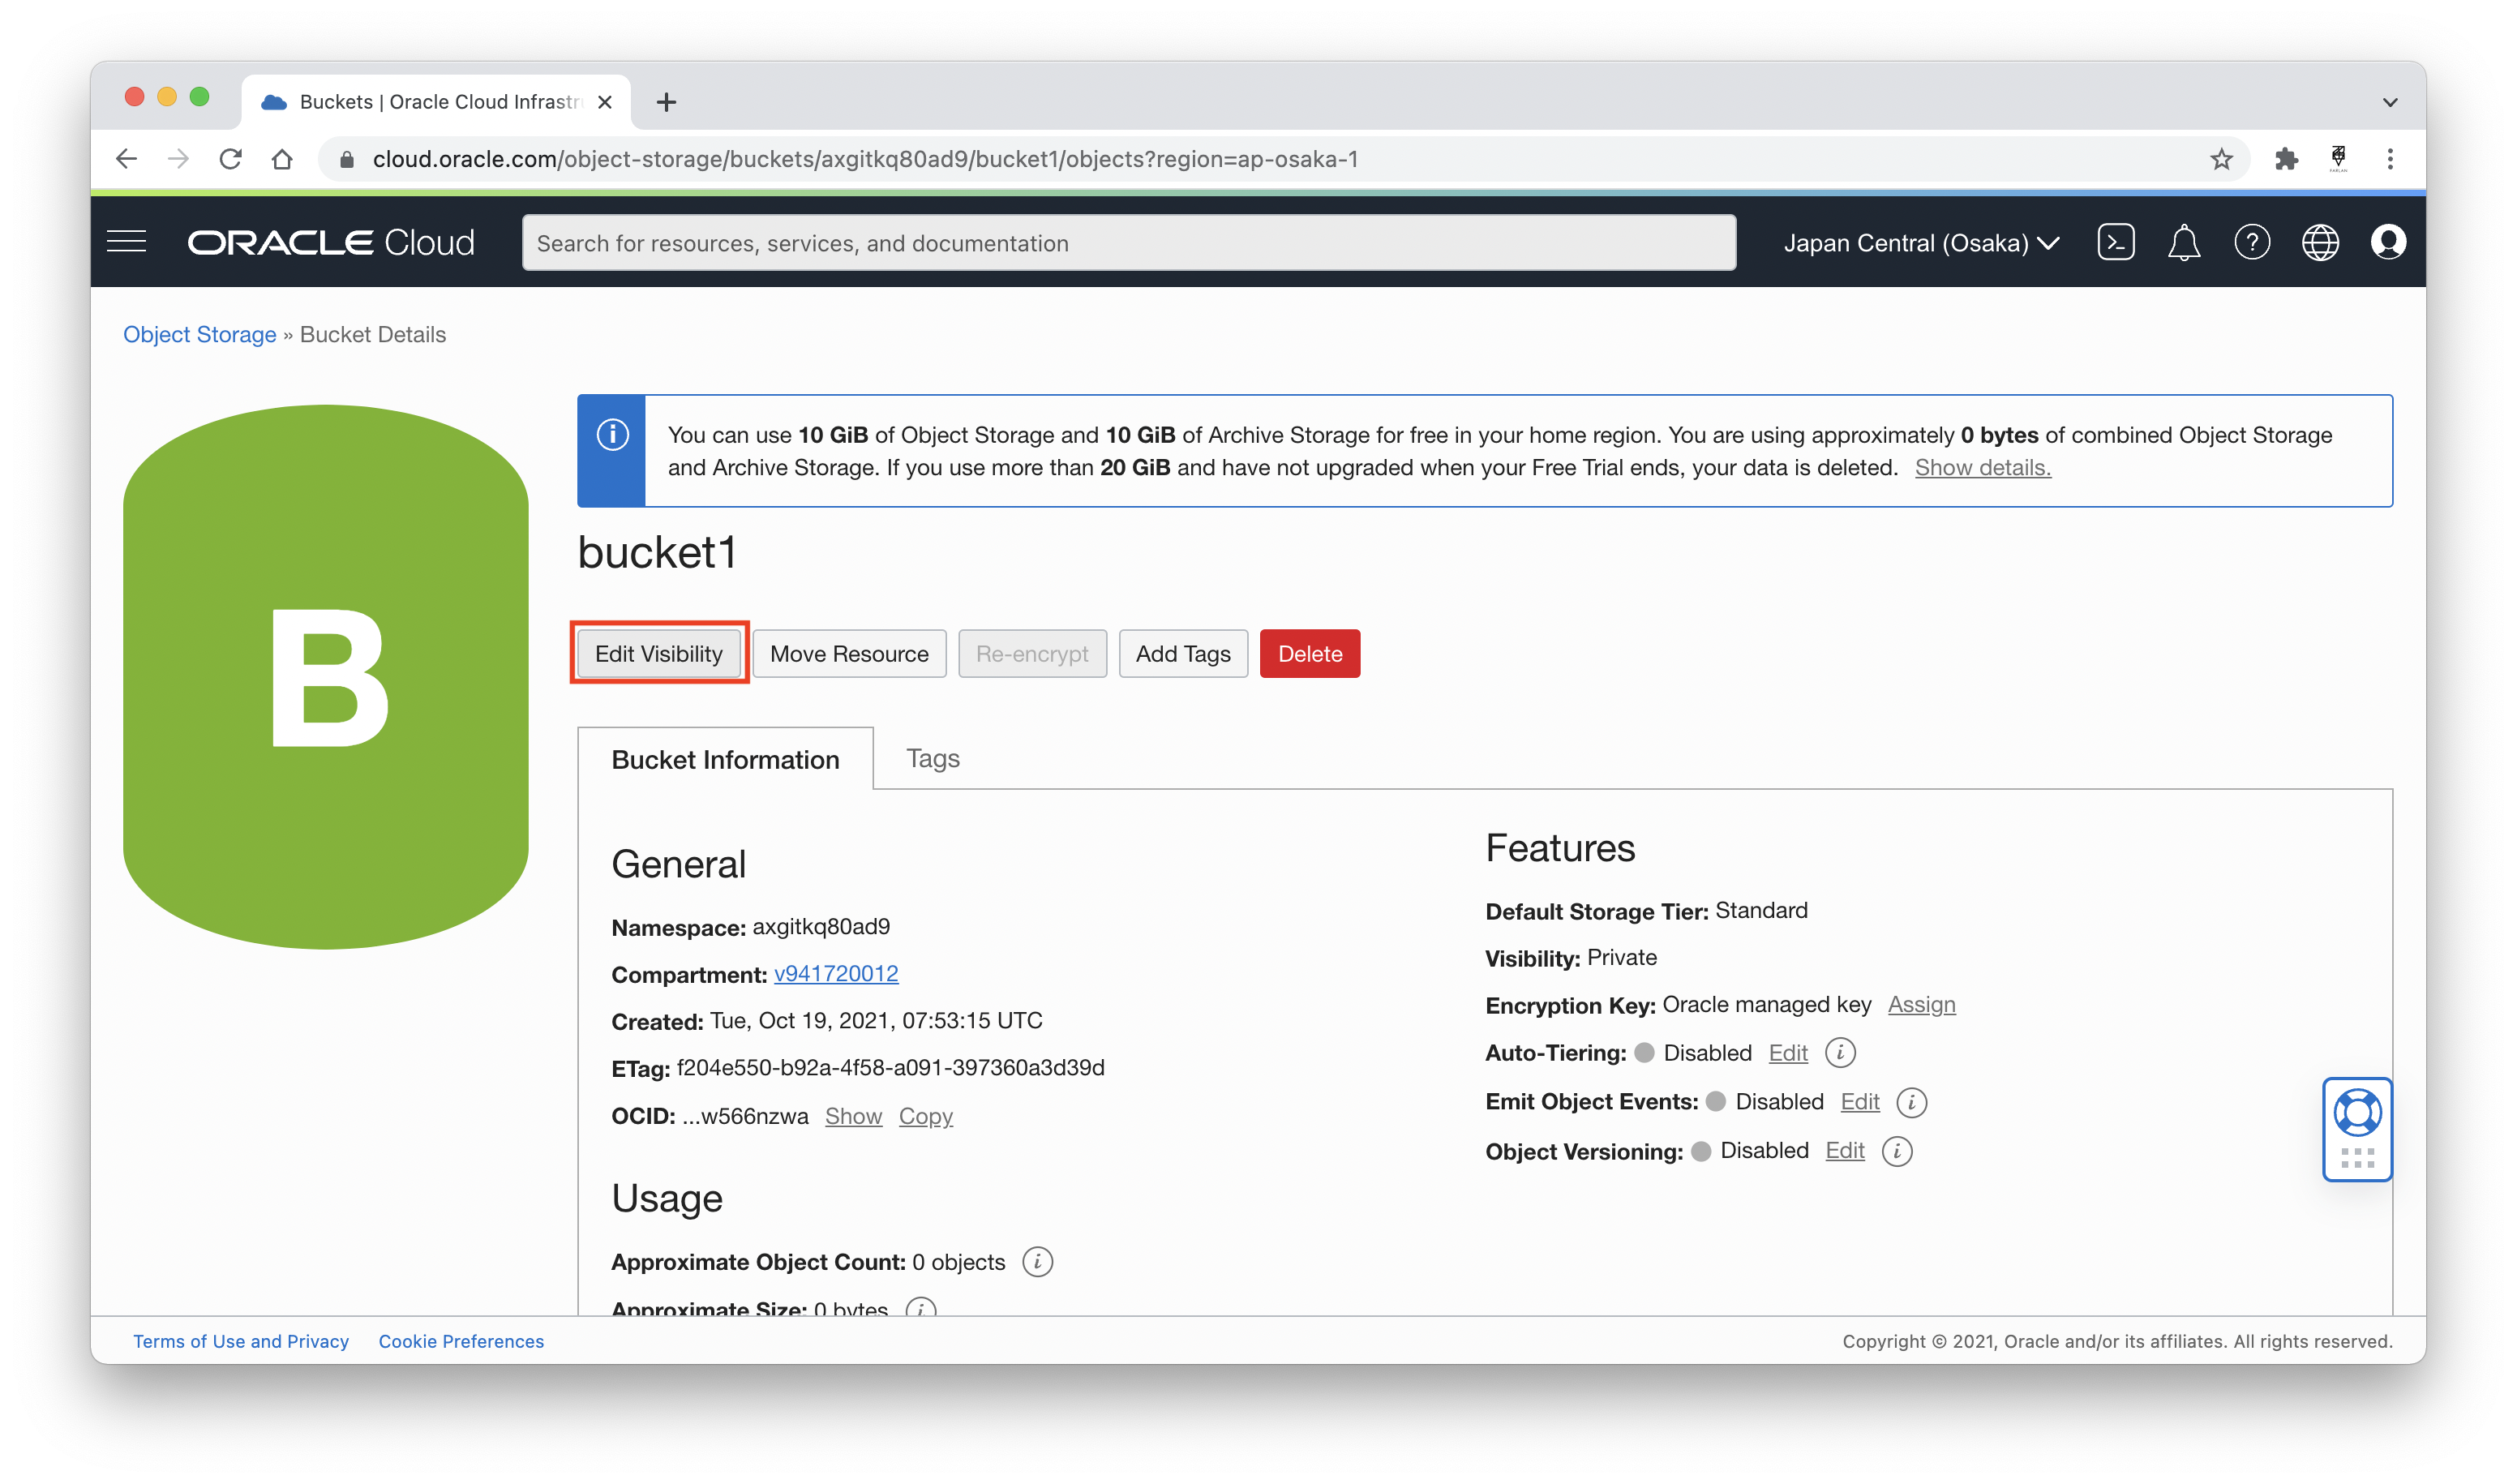 Buckets | Oracle Cloud Infrastr
cloud.oracle.com/object-storage/buckets/axgitkq80ad9/bucket1/objects?region=ap-osaka-1
ORACLE Cloud
Search for resources, services, and documentation
Japan Central (Osaka)
Object Storage » Bucket Details
You can use 10 GiB of Object Storage and 10 GiB of Archive Storage for free in your home region. You are using approximately 0 bytes of combined Object Storage
and Archive Storage. If you use more than 20 GiB and have not upgraded when your Free Trial ends, your data is deleted. Show details.
B
bucket1
Edit Visibility Move Resource Re-encrypt Add Tags Delete
Bucket Information Tags
General
Namespace: axgitkq80ad9
Compartment: v941720012
Created: Tue, Oct 19, 2021, 07:53:15 UTC
ETag: f204e550-b92a-4f58-a091-397360a3d39d
OCID: ...w566nzwa Show Copy
Usage
Approximate Object Count: 0 objects
Approximate Size: 0 bytes
Features
Default Storage Tier: Standard
Visibility: Private
Encryption Key: Oracle managed key Assign
Auto-Tiering: Disabled Edit
Emit Object Events: Disabled Edit
Object Versioning: Disabled Edit
Terms of Use and Privacy Cookie Preferences
Copyright © 2021, Oracle and/or its affiliates. All rights reserved.